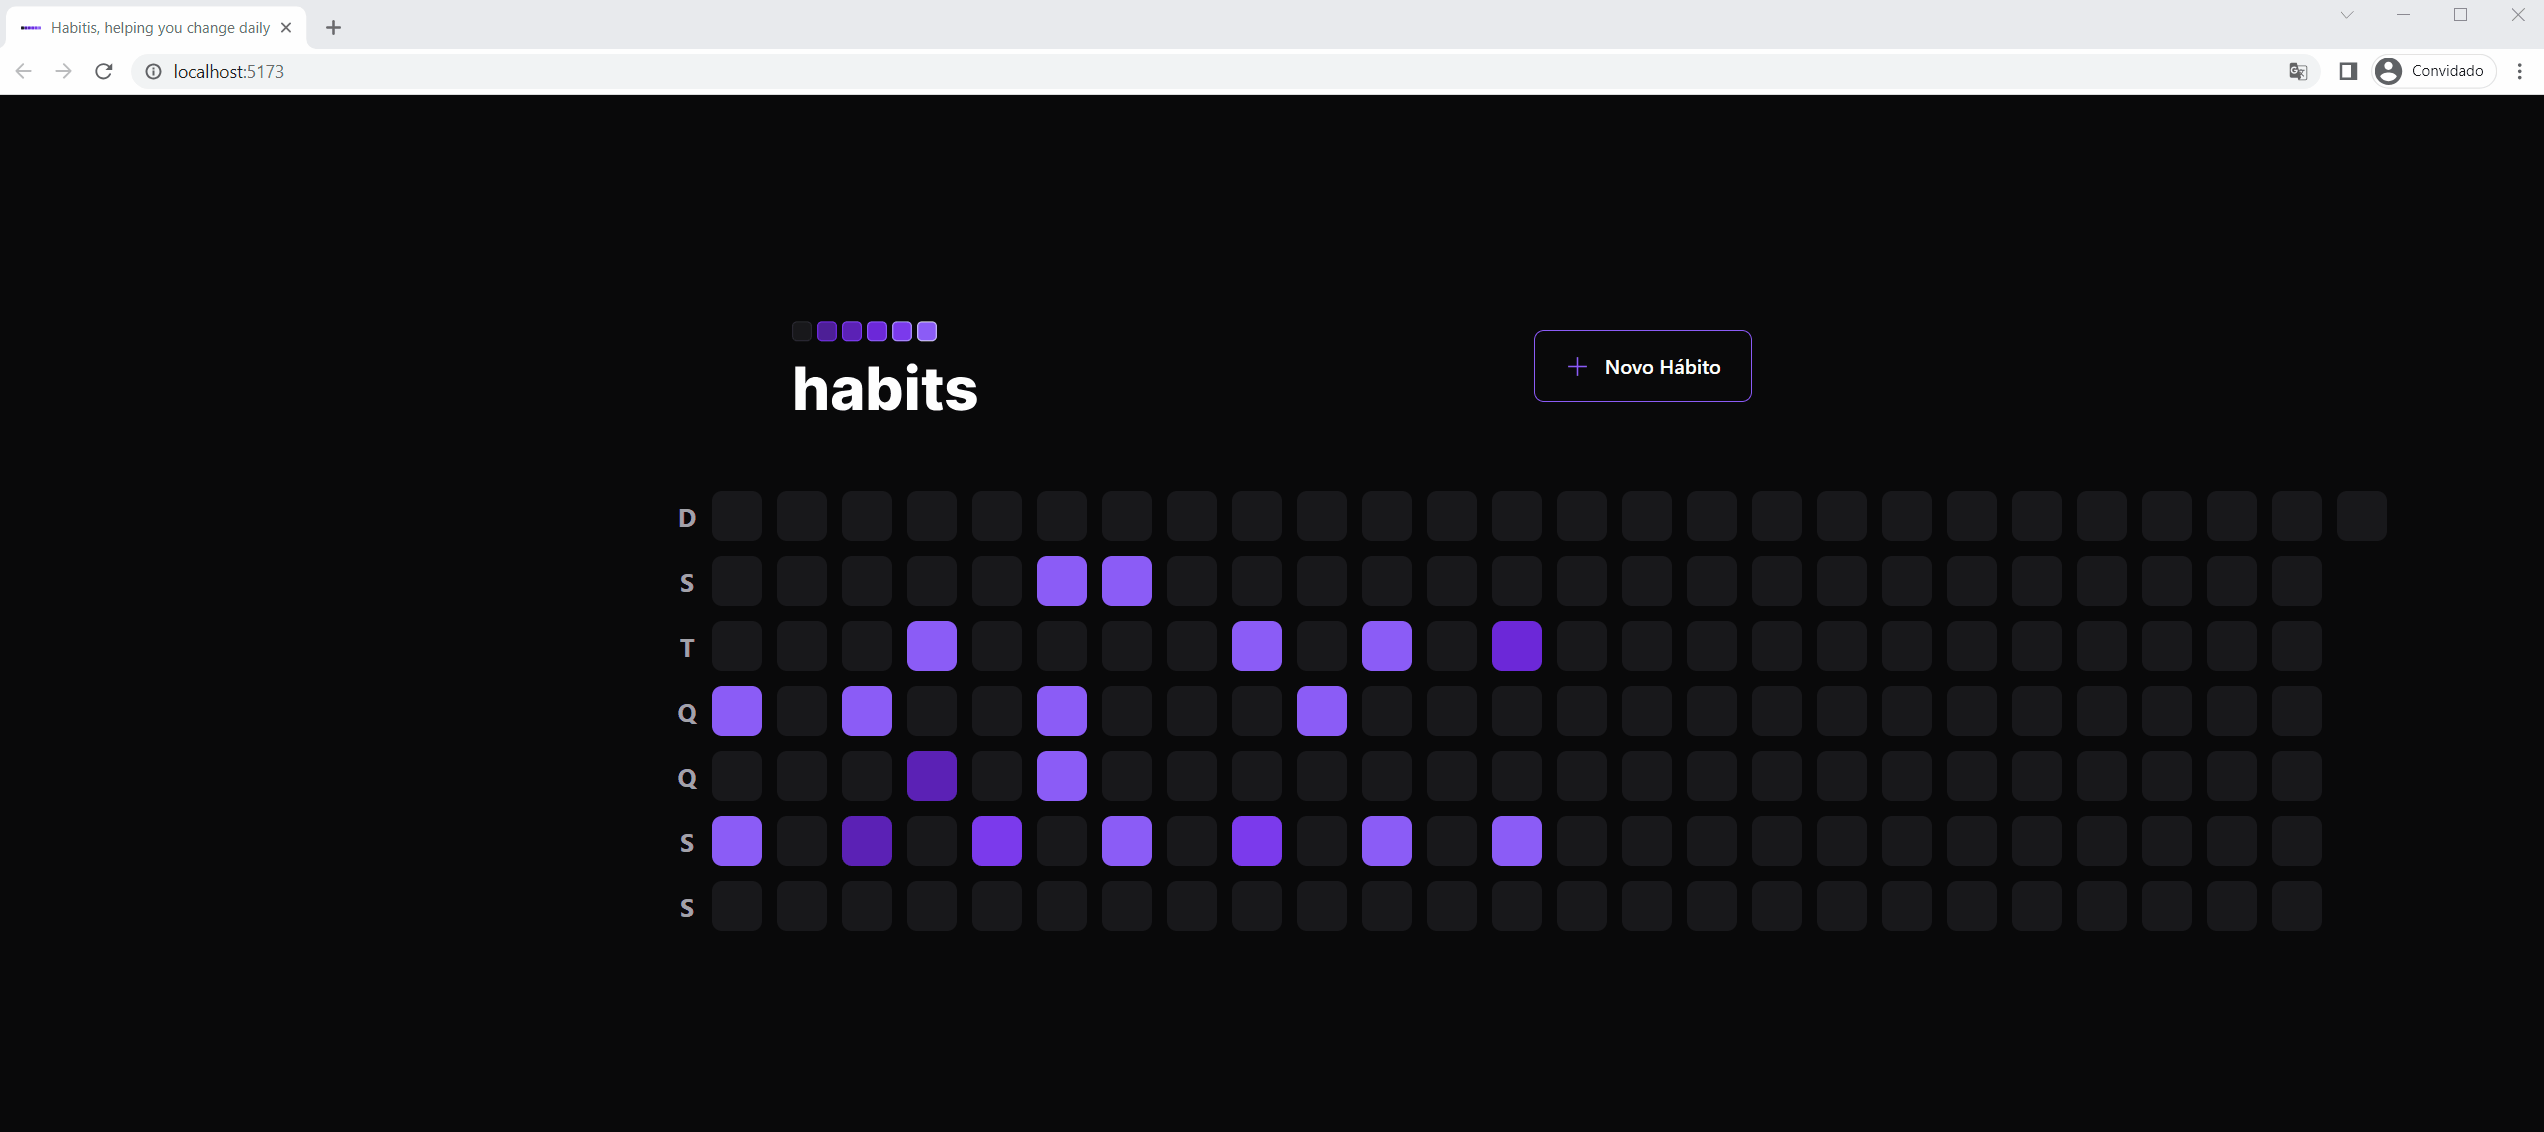 Habitis, helping you change daily
localhost:5173
Convidado
habits
Novo Hábito
D
S
T
Q
Q
S
S